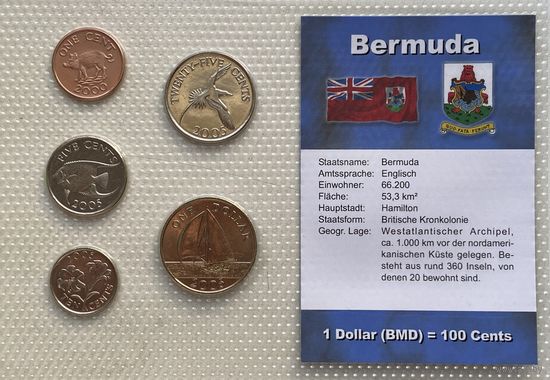 ONE CENT
2000
TWENTY-FIVE CENTS
2005
FIVE CENTS
2005
ONE DOLLAR
2005
2005
TEN CENTS
Bermuda
QUO FATA FERUNT
Staatsname: Bermuda
Amtssprache: Englisch
Einwohner: 66.200
Fläche: 53,3 km²
Hauptstadt: Hamilton
Staatsform: Britische Kronkolonie
Geogr. Lage: Westatlantischer Archipel,
ca. 1.000 km vor der nordameri-
kanischen Küste gelegen. Be-
steht aus rund 360 Inseln, von
denen 20 bewohnt sind.
1 Dollar (BMD) = 100 Cents